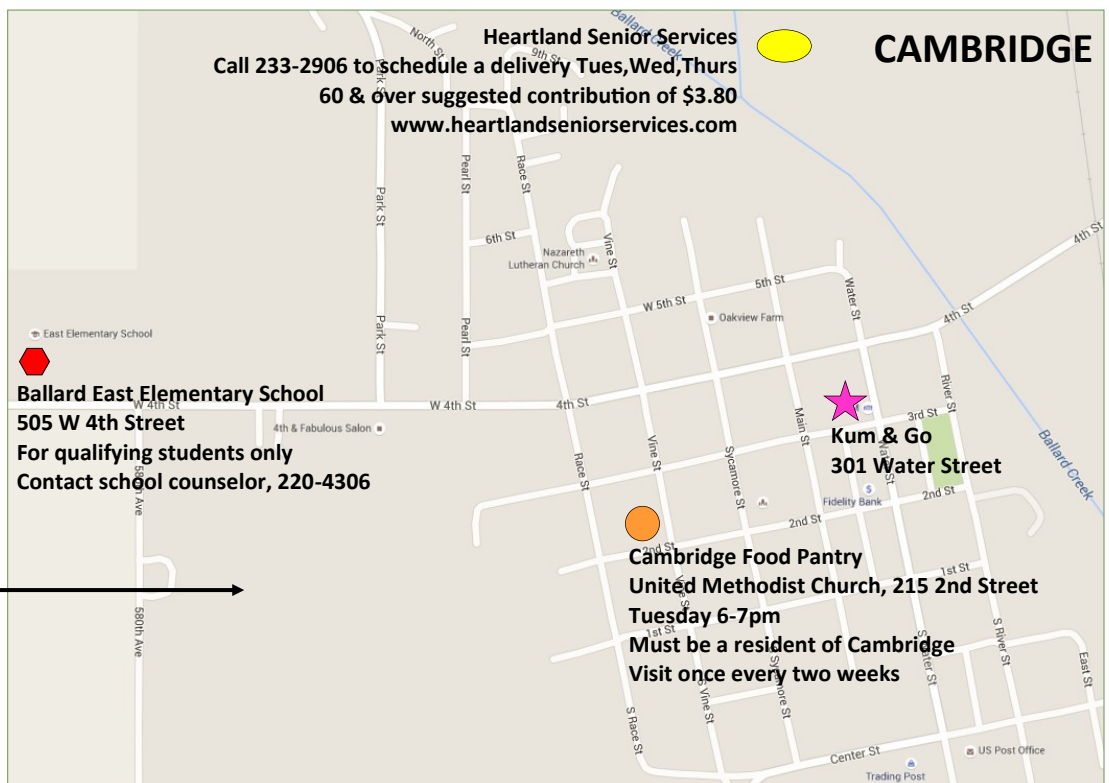 CAMBRIDGE
Heartland Senior Services
Call 233-2906 to schedule a delivery Tues,Wed,Thurs
60 & over suggested contribution of $3.80
www.heartlandseniorservices.com
Ballard Creek
North St
9th St
Park St
Park St
Pearl St
Race St
6th St
Nazareth
Lutheran Church
Vine St
4th St
5th St
Water St
W 5th St
Oakview Farm
4th St
East Elementary School
Park St
Pearl St
Ballard East Elementary School
505 W 4th Street
For qualifying students only
Contact school counselor, 220-4306
W 4th St
W 4th St
4th St
4th & Fabulous Salon
River St
3rd St
Main St
Kum & Go
301 Water Street
Water St
Vine St
Sycamore St
Race St
Ballard Creek
Fidelity Bank
2nd St
2nd St
2nd St
580th Ave
Cambridge Food Pantry
United Methodist Church, 215 2nd Street
Tuesday 6-7pm
Must be a resident of Cambridge
Visit once every two weeks
Vine St
1st St
1st St
580th Ave
S Vine St
S Sycamore St
S Water St
S River St
East St
S Race St
Center St
US Post Office
Trading Post